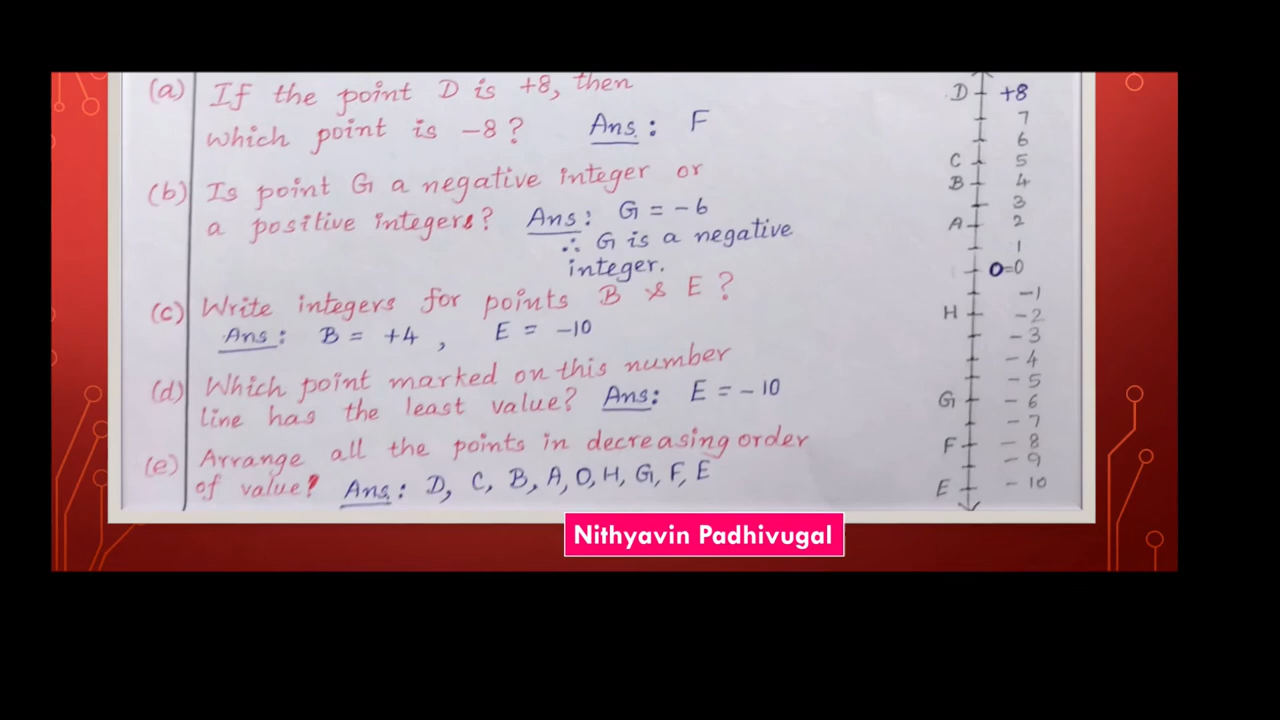 (a) If the point D is +8, then
which point is -8? Ans: F
(b) Is point G a negative integer or
a positive integers? Ans: G = -6
∴ G is a negative
integer.
(c) Write integers for points B & E?
Ans: B = +4, E = -10
(d) Which point marked on this number
line has the least value? Ans: E = -10
(e) Arrange all the points in decreasing order
of value? Ans: D, C, B, A, O, H, G, F, E
D +8
7
6
C 5
B 4
3
A 2
1
O=0
-1
H -2
-3
-4
-5
G -6
-7
F -8
-9
E -10
Nithyavin Padhivugal